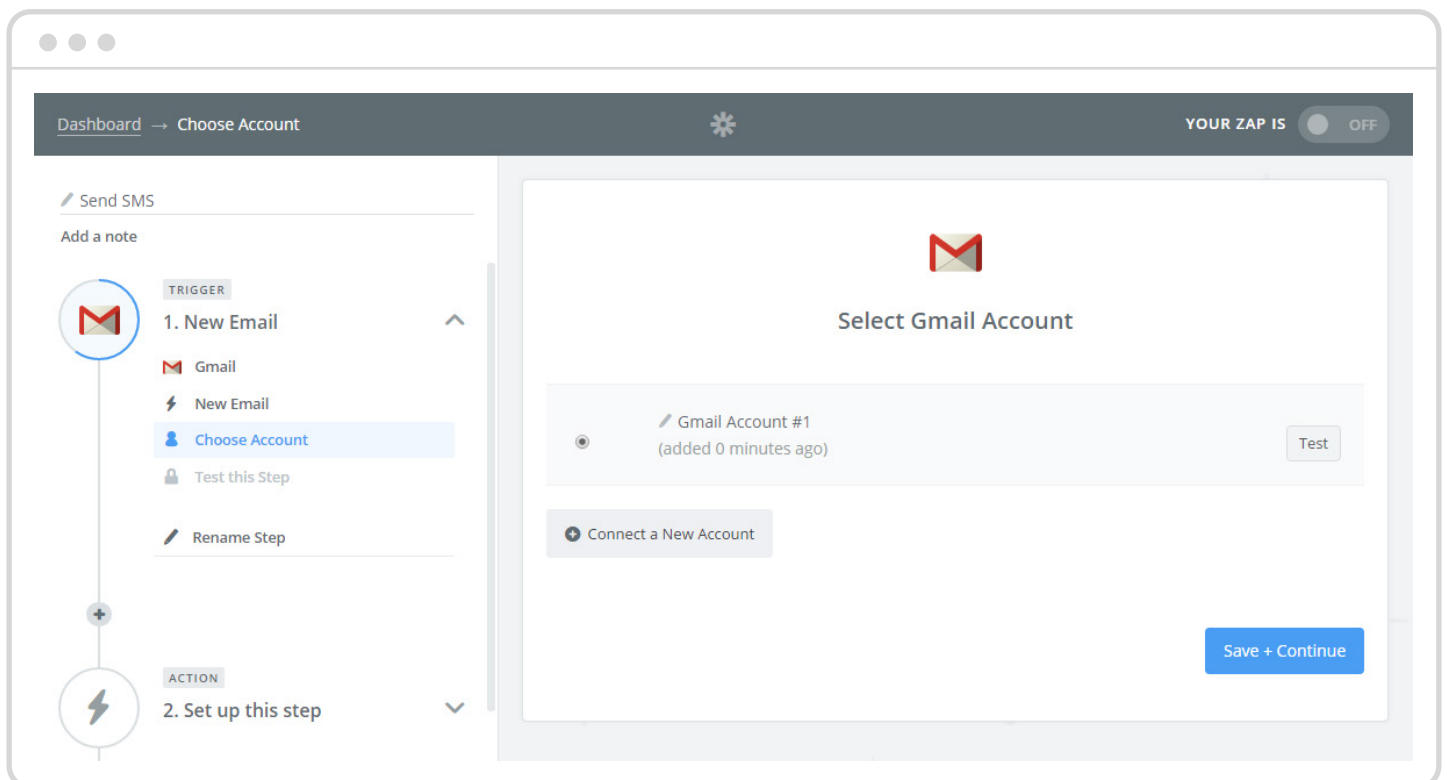 Dashboard → Choose Account
YOUR ZAP IS OFF
Send SMS
Add a note
TRIGGER
1. New Email
Gmail
New Email
Choose Account
Test this Step
Rename Step
ACTION
2. Set up this step
Select Gmail Account
Gmail Account #1
(added 0 minutes ago)
Test
Connect a New Account
Save + Continue